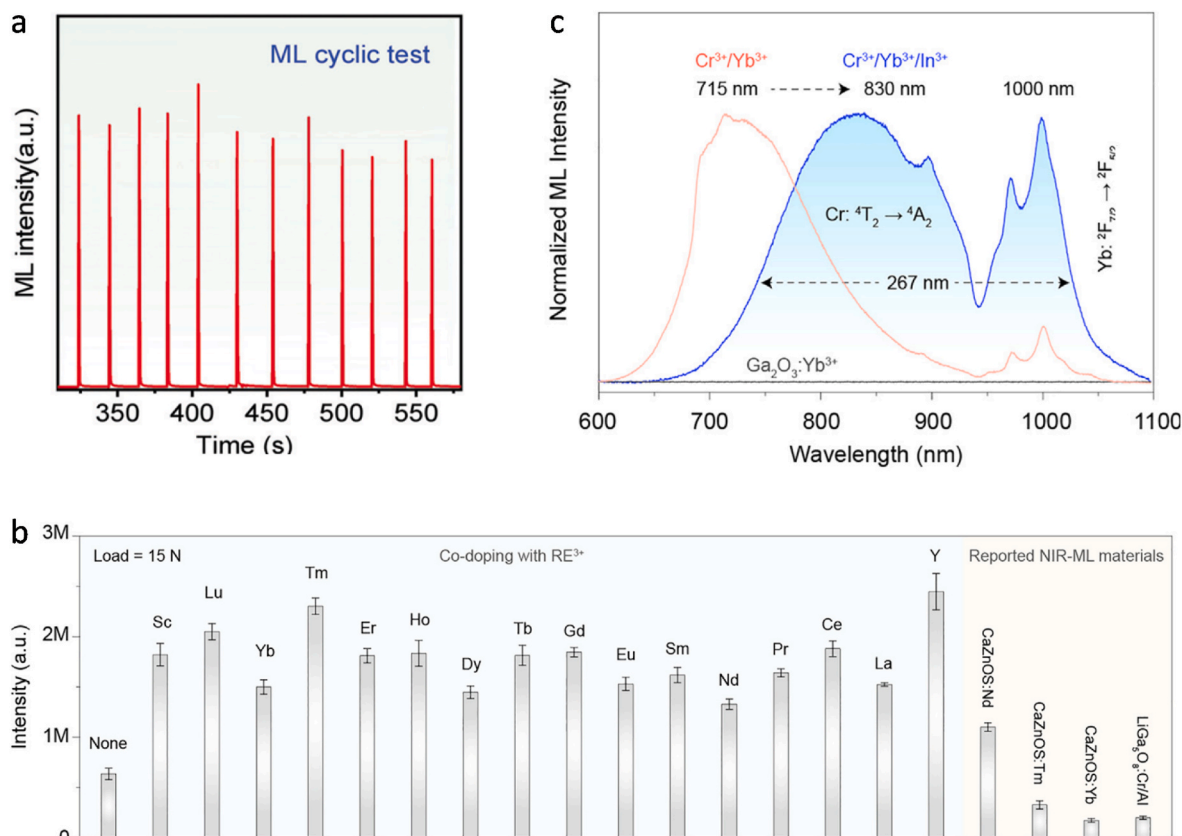 a
ML cyclic test
ML intensity(a.u.)
350
400
450
500
550
Time (s)
c
Cr³⁺/Yb³⁺
Cr³⁺/Yb³⁺/In³⁺
715 nm
830 nm
1000 nm
Normalized ML Intensity
Cr: ⁴T₂ → ⁴A₂
Yb: ²F₇/₂ → ²F₅/₂
267 nm
Ga₂O₃:Yb³⁺
600
700
800
900
1000
1100
Wavelength (nm)
b
3M
2M
1M
0
Intensity (a.u.)
Load = 15 N
Co-doping with RE³⁺
Reported NIR-ML materials
None
Sc
Lu
Yb
Tm
Er
Ho
Dy
Tb
Gd
Eu
Sm
Nd
Pr
Ce
La
Y
CaZnOS:Nd
CaZnOS:Tm
CaZnOS:Yb
LiGa₅O₈:Cr/Al